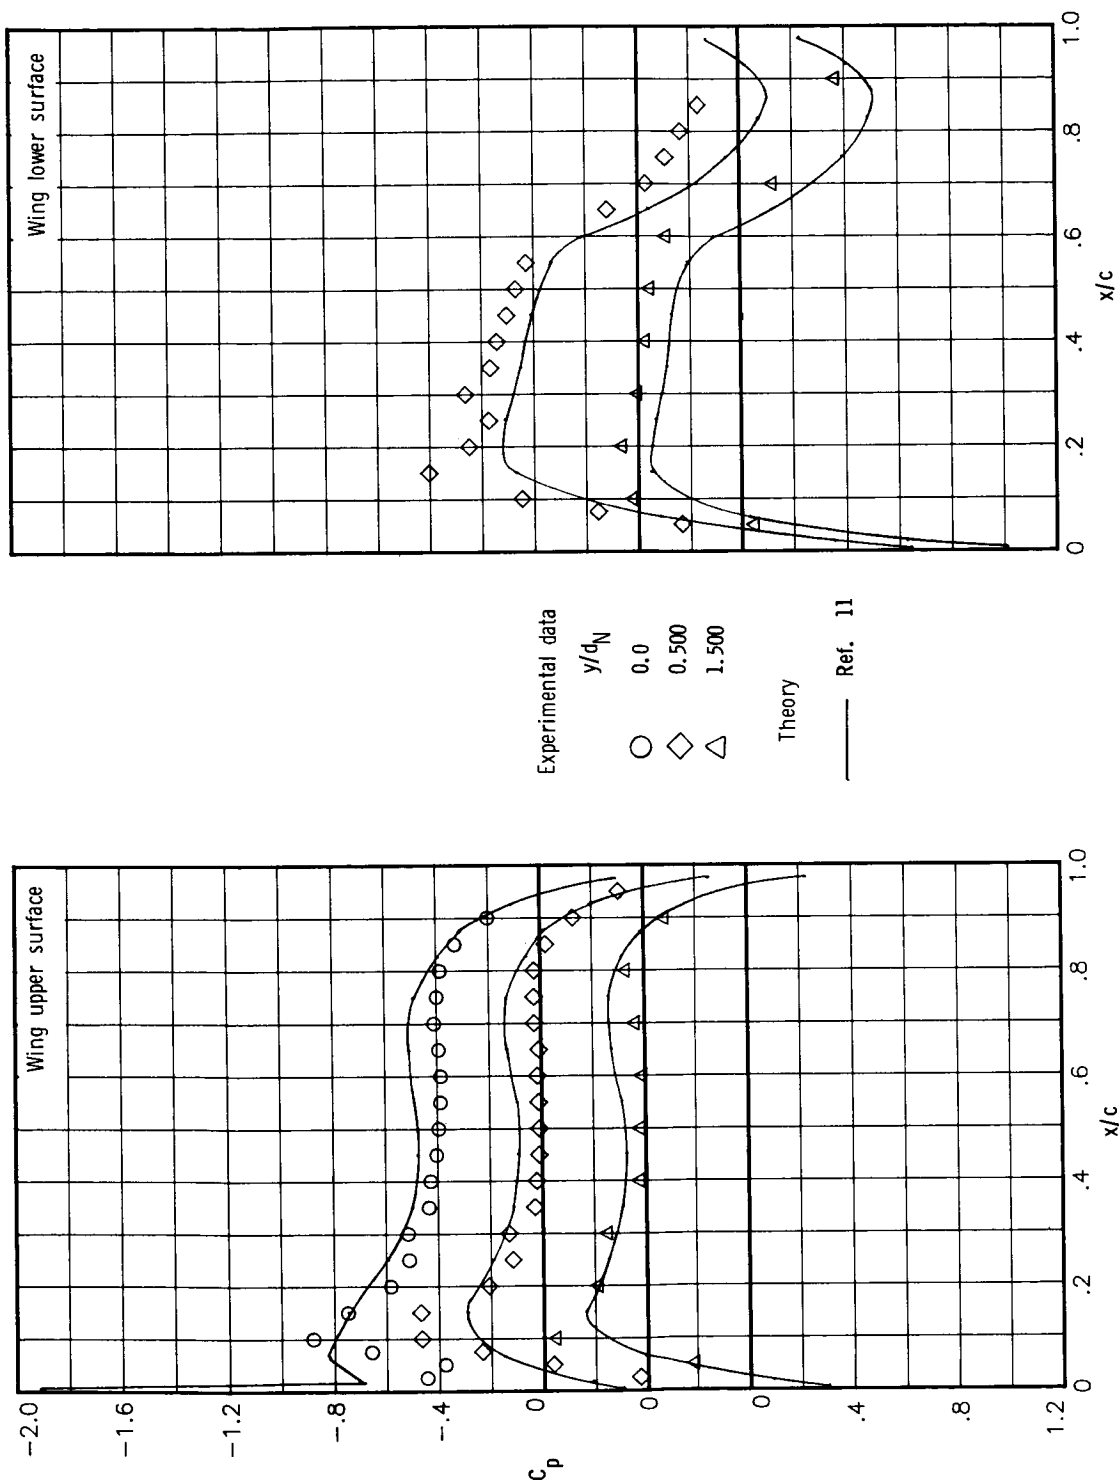 Wing upper surface
−2.0
−1.6
−1.2
−.8
−.4
0
0
0
.4
.8
1.2
Cp
0
.2
.4
.6
.8
1.0
x/c
Experimental data
y/dN
0.0
0.500
1.500
Theory
Ref. 11
Wing lower surface
0
.2
.4
.6
.8
1.0
x/c